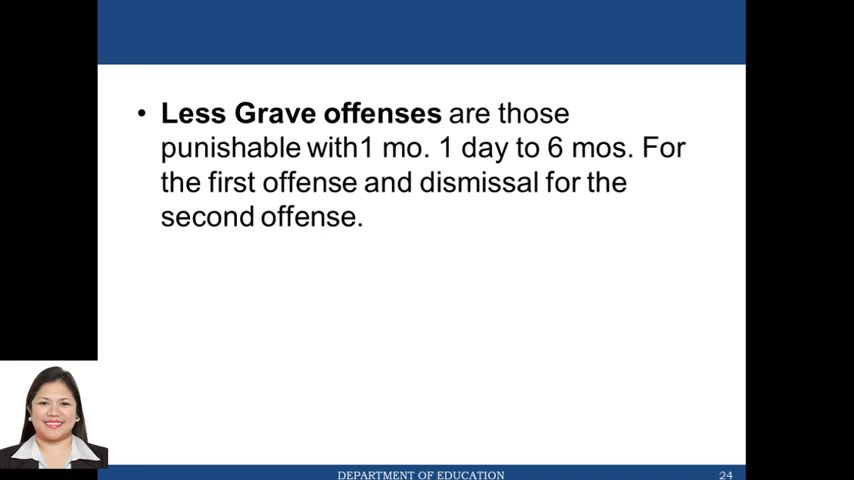 • Less Grave offenses are those
punishable with1 mo. 1 day to 6 mos. For
the first offense and dismissal for the
second offense.
DEPARTMENT OF EDUCATION
24